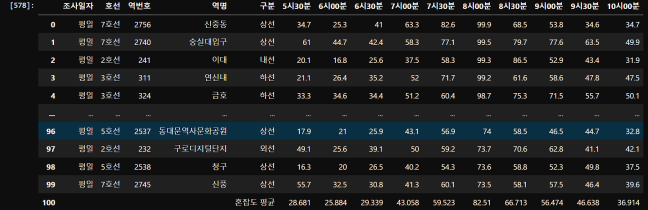 [578]: 조사일자 호선 역번호 역명 구분 5시30분 6시00분 6시30분 7시00분 7시30분 8시00분 8시30분 9시00분 9시30분 10시00분
0 평일 7호선 2756 신중동 상선 34.7 25.3 41 63.3 82.6 99.9 68.5 53.8 34.6 34.7
1 평일 7호선 2740 숭실대입구 상선 61 44.7 42.4 58.3 77.1 99.5 79.7 77.6 63.5 49.9
2 평일 2호선 241 이대 내선 20.1 16.8 25.6 37.5 58.3 99.3 86.5 52.9 43.4 31.9
3 평일 3호선 311 연신내 하선 21.1 26.4 35.2 52 71.7 99.2 61.6 58.6 47.8 47.5
4 평일 3호선 324 금호 하선 33.3 34.6 34.4 51.2 60.4 98.7 75.3 71.5 55.7 50.1
... ... ... ... ... ... ... ... ... ... ... ... ... ... ... ...
96 평일 5호선 2537 동대문역사문화공원 상선 17.9 21 25.9 43.1 56.9 74 58.5 46.5 44.7 32.8
97 평일 2호선 232 구로디지털단지 외선 49.1 25.6 39.1 50 59.2 73.7 70.6 62.8 41.1 42.1
98 평일 5호선 2538 청구 상선 16.3 20 26.5 40.2 54.3 73.6 58.8 52.3 49.8 37.5
99 평일 7호선 2745 신풍 상선 55.7 32.5 30.8 41.3 60.1 73.5 58.1 57.5 46.4 39.6
100 혼잡도 평균 28.681 25.884 29.339 43.058 59.523 82.51 66.713 56.474 46.638 36.914